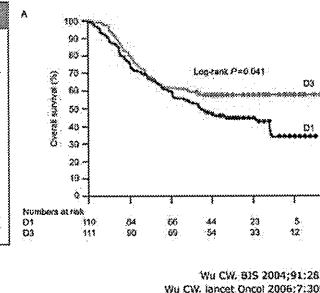 A
100
90
80
70
60
50
40
30
20
10
0
Overall survival (%)
Log-rank P=0.041
D3
D1
Numbers at risk
D1 110 84 66 44 23 5
D3 111 90 69 54 33 12
Wu CW. BJS 2004;91:28
Wu CW. lancet Oncol 2006;7:30